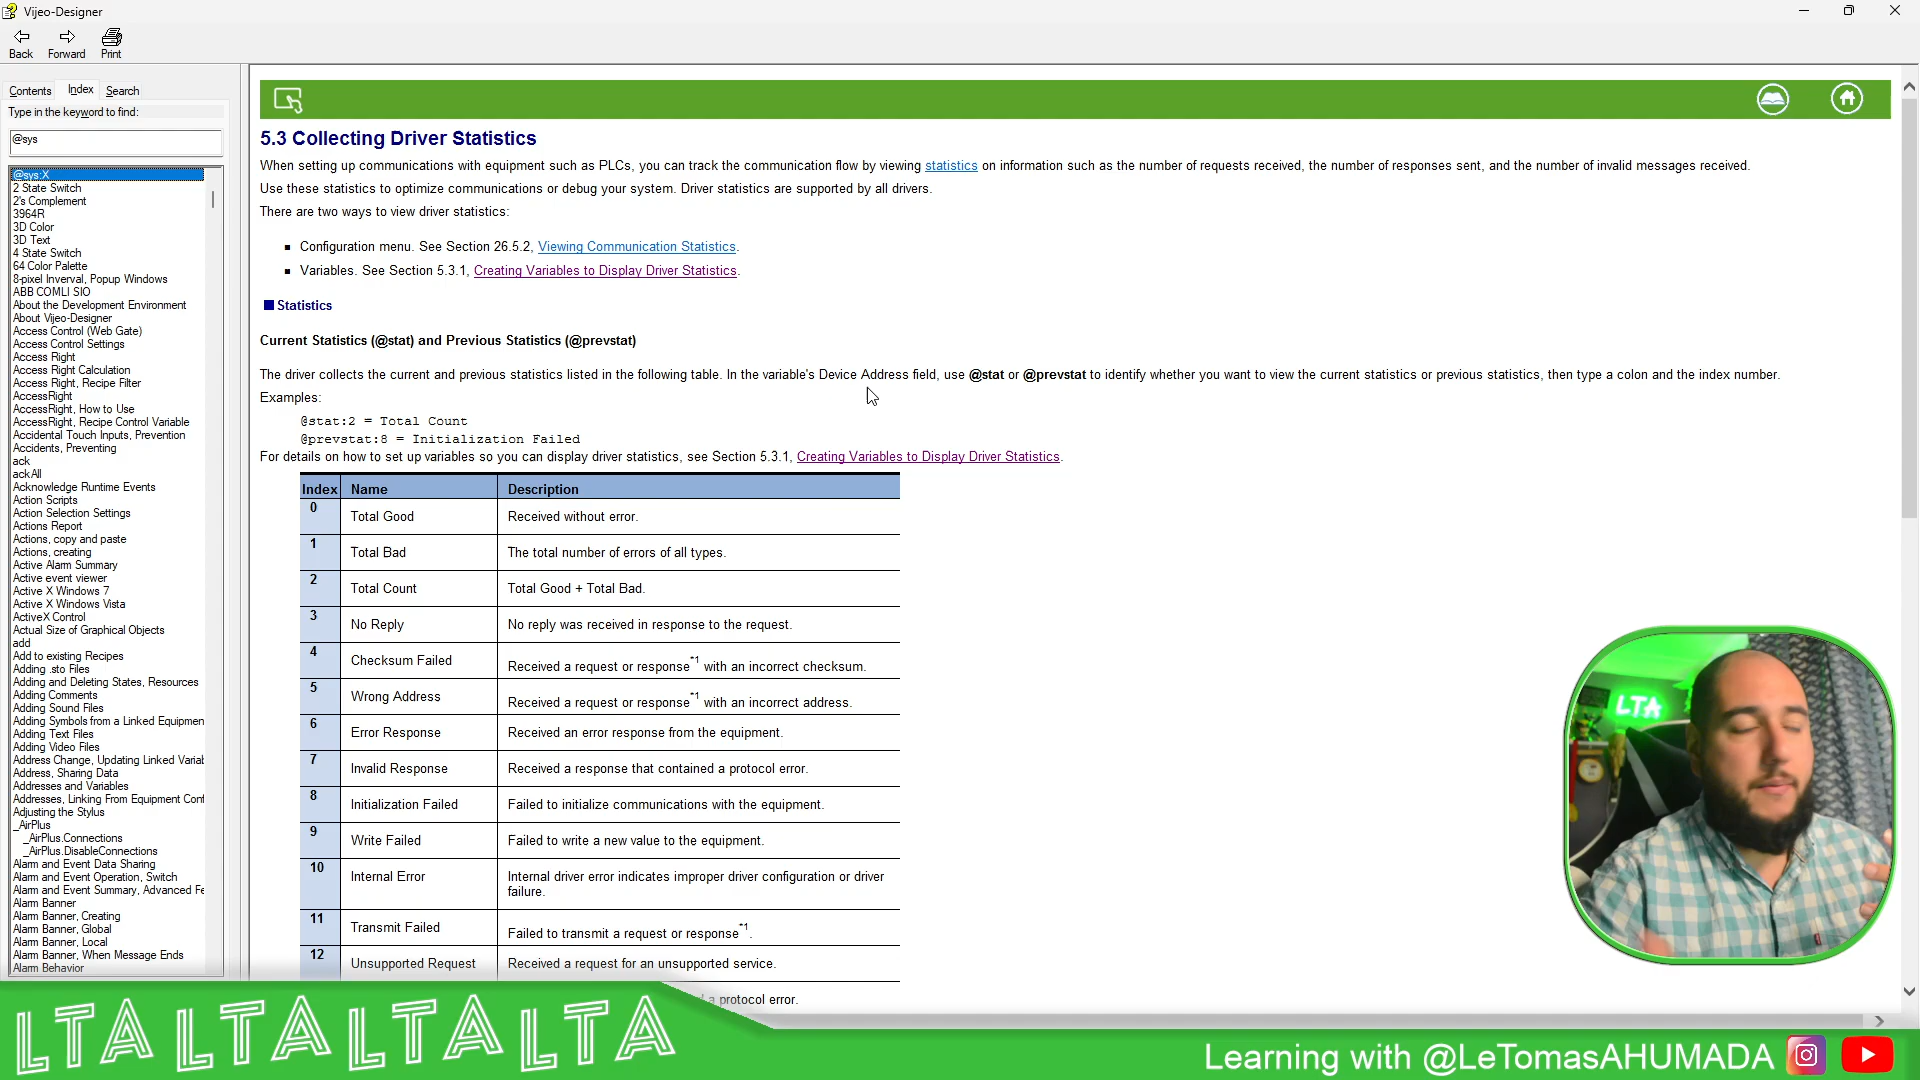 Vijeo-Designer
Back
Forward
Print
Contents
Index
Search
Type in the keyword to find:
@sys
@sys:X
2 State Switch
2's Complement
3964R
3D Color
3D Text
4 State Switch
64 Color Palette
8-pixel Inverval, Popup Windows
ABB COMLI SIO
About the Development Environment
About Vijeo-Designer
Access Control (Web Gate)
Access Control Settings
Access Right
Access Right Calculation
Access Right, Recipe Filter
AccessRight
AccessRight, How to Use
AccessRight, Recipe Control Variable
Accidental Touch Inputs, Prevention
Accidents, Preventing
ack
ackAll
Acknowledge Runtime Events
Action Scripts
Action Selection Settings
Actions Report
Actions, copy and paste
Actions, creating
Active Alarm Summary
Active event viewer
Active X Windows 7
Active X Windows Vista
ActiveX Control
Actual Size of Graphical Objects
add
Add to existing Recipes
Adding .sto Files
Adding and Deleting States, Resources
Adding Comments
Adding Sound Files
Adding Symbols from a Linked Equipmen
Adding Text Files
Adding Video Files
Address Change, Updating Linked Variat
Address, Sharing Data
Addresses and Variables
Addresses, Linking From Equipment Conf
Adjusting the Stylus
_AirPlus
_AirPlus.Connections
_AirPlus.DisableConnections
Alarm and Event Data Sharing
Alarm and Event Operation, Switch
Alarm and Event Summary, Advanced Fe
Alarm Banner
Alarm Banner, Creating
Alarm Banner, Global
Alarm Banner, Local
Alarm Banner, When Message Ends
Alarm Behavior
5.3 Collecting Driver Statistics
When setting up communications with equipment such as PLCs, you can track the communication flow by viewing statistics on information such as the number of requests received, the number of responses sent, and the number of invalid messages received.
Use these statistics to optimize communications or debug your system. Driver statistics are supported by all drivers.
There are two ways to view driver statistics:
▪ Configuration menu. See Section 26.5.2, Viewing Communication Statistics.
▪ Variables. See Section 5.3.1, Creating Variables to Display Driver Statistics.
■ Statistics
Current Statistics (@stat) and Previous Statistics (@prevstat)
The driver collects the current and previous statistics listed in the following table. In the variable's Device Address field, use @stat or @prevstat to identify whether you want to view the current statistics or previous statistics, then type a colon and the index number.
Examples:
@stat:2 = Total Count
@prevstat:8 = Initialization Failed
For details on how to set up variables so you can display driver statistics, see Section 5.3.1, Creating Variables to Display Driver Statistics.
Index Name Description
0 Total Good Received without error.
1 Total Bad The total number of errors of all types.
2 Total Count Total Good + Total Bad.
3 No Reply No reply was received in response to the request.
4 Checksum Failed Received a request or response*1 with an incorrect checksum.
5 Wrong Address Received a request or response*1 with an incorrect address.
6 Error Response Received an error response from the equipment.
7 Invalid Response Received a response that contained a protocol error.
8 Initialization Failed Failed to initialize communications with the equipment.
9 Write Failed Failed to write a new value to the equipment.
10 Internal Error Internal driver error indicates improper driver configuration or driver
failure.
11 Transmit Failed Failed to transmit a request or response*1.
12 Unsupported Request Received a request for an unsupported service.
a protocol error.
LTA
LTALTALTALTA
Learning with @LeTomasAHUMADA